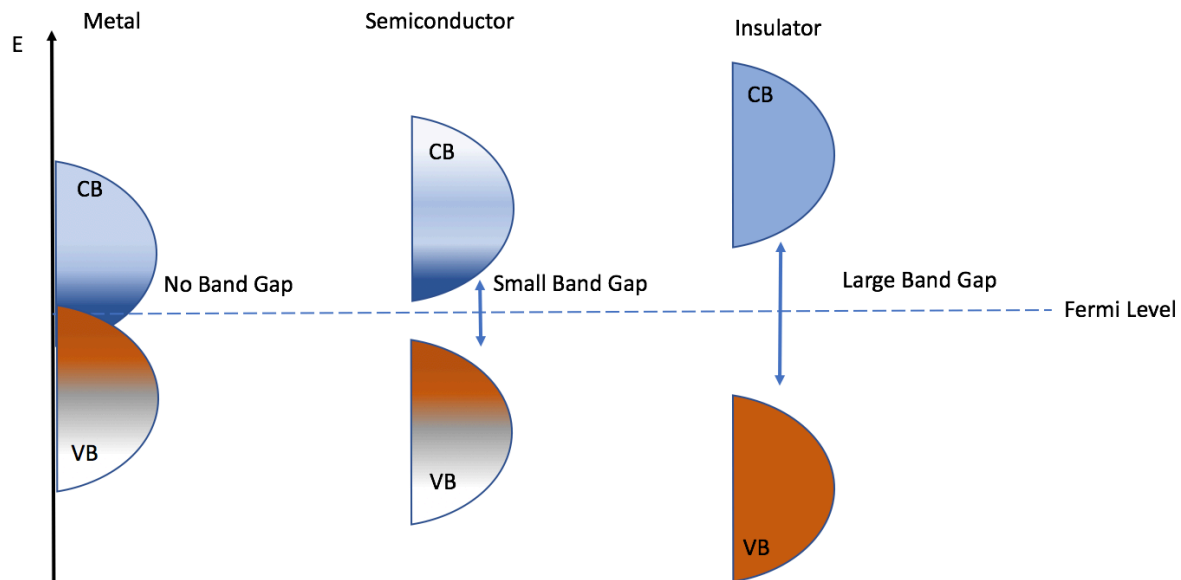 Metal
Semiconductor
Insulator
E
CB
CB
CB
No Band Gap
Small Band Gap
Large Band Gap
Fermi Level
VB
VB
VB